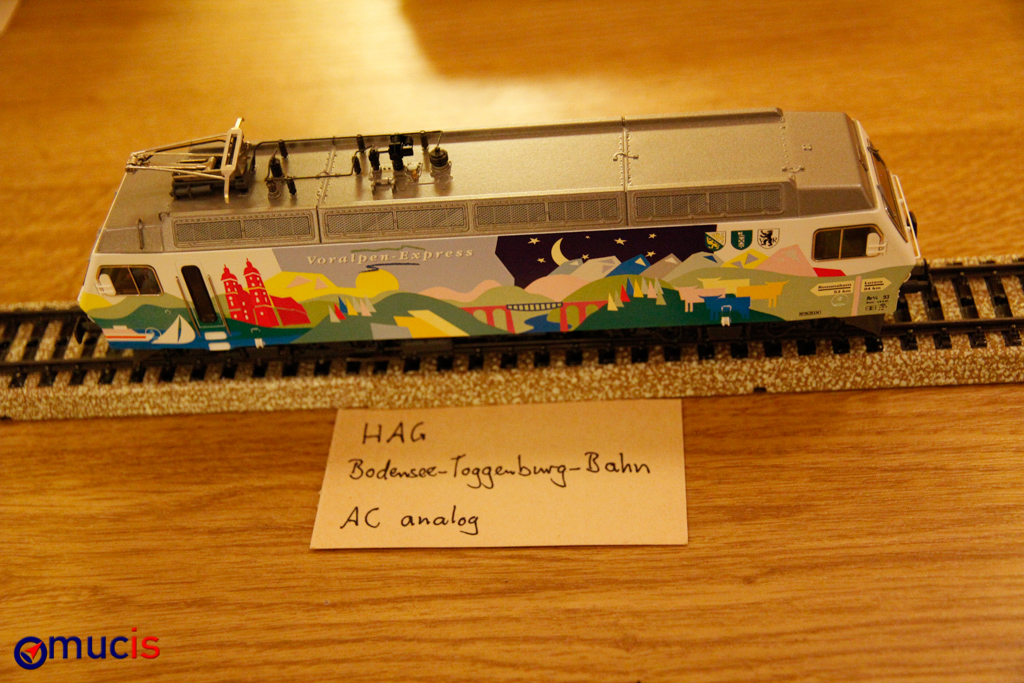 Voralpen-Express
HAG
Bodensee-Toggenburg-Bahn
AC analog
mucis